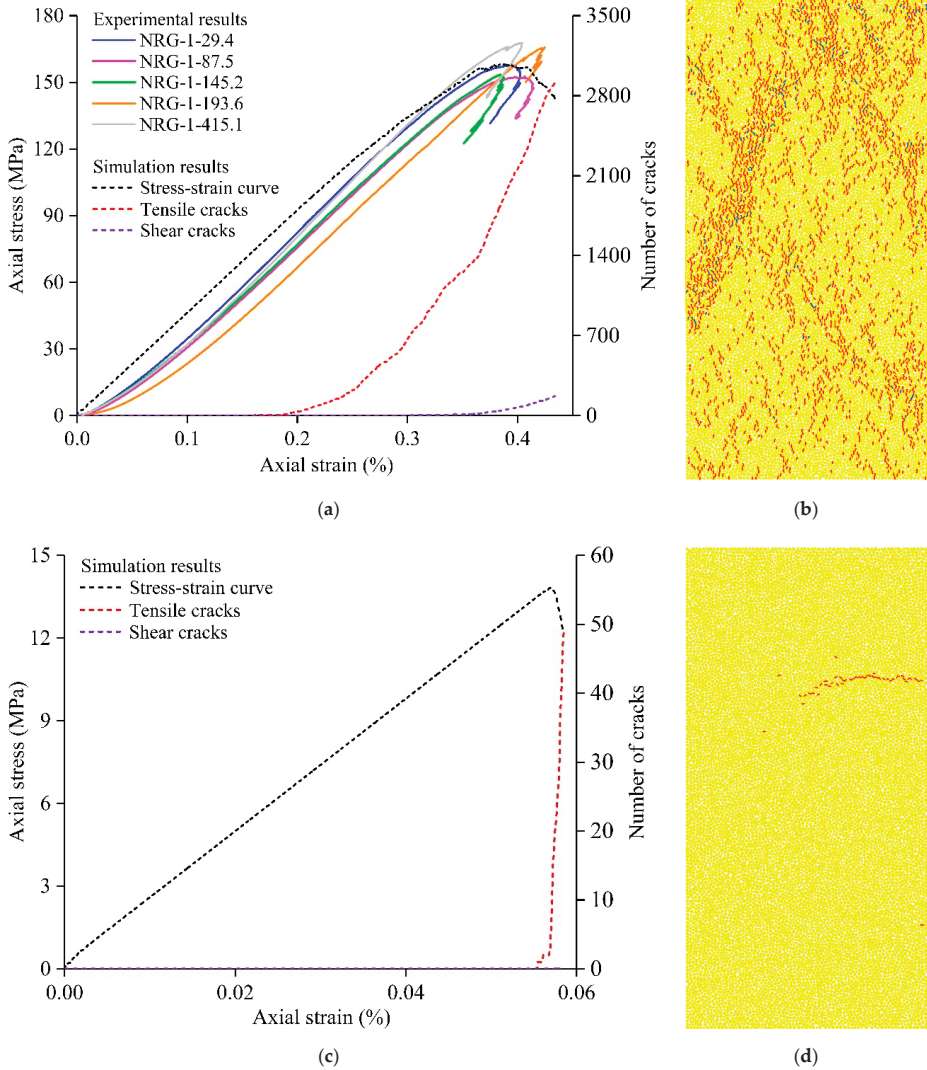 180
150
120
90
60
30
0
Axial stress (MPa)
Experimental results
NRG-1-29.4
NRG-1-87.5
NRG-1-145.2
NRG-1-193.6
NRG-1-415.1
Simulation results
Stress-strain curve
Tensile cracks
Shear cracks
3500
2800
2100
1400
700
0
Number of cracks
0.0 0.1 0.2 0.3 0.4
Axial strain (%)
(a)
(b)
15
12
9
6
3
0
Axial stress (MPa)
Simulation results
Stress-strain curve
Tensile cracks
Shear cracks
60
50
40
30
20
10
0
Number of cracks
0.00 0.02 0.04 0.06
Axial strain (%)
(c)
(d)